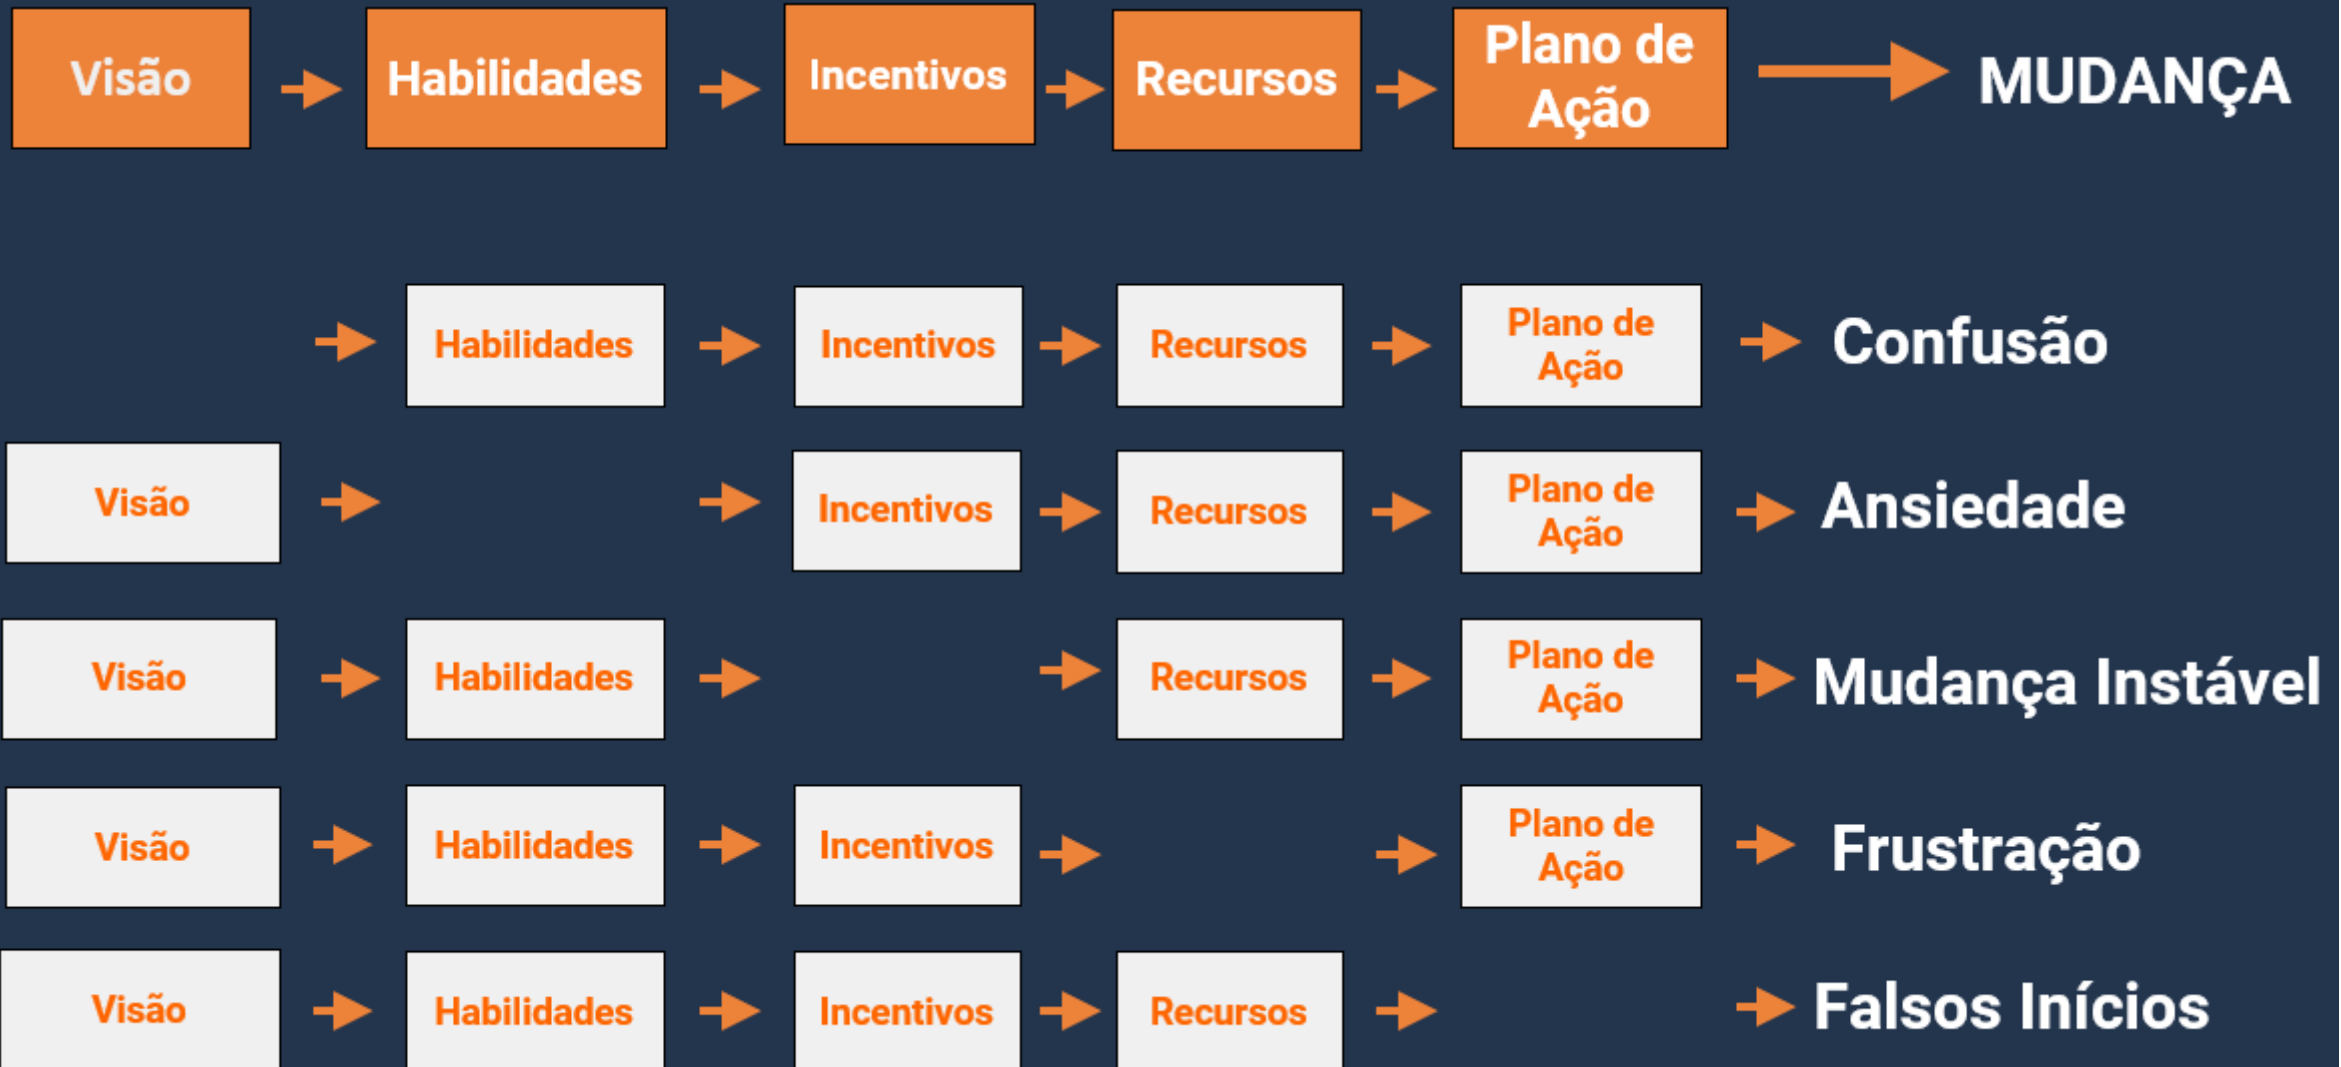 Visão Habilidades Incentivos Recursos Plano de Ação MUDANÇA
Habilidades Incentivos Recursos Plano de Ação Confusão
Visão Incentivos Recursos Plano de Ação Ansiedade
Visão Habilidades Recursos Plano de Ação Mudança Instável
Visão Habilidades Incentivos Plano de Ação Frustração
Visão Habilidades Incentivos Recursos Falsos Inícios